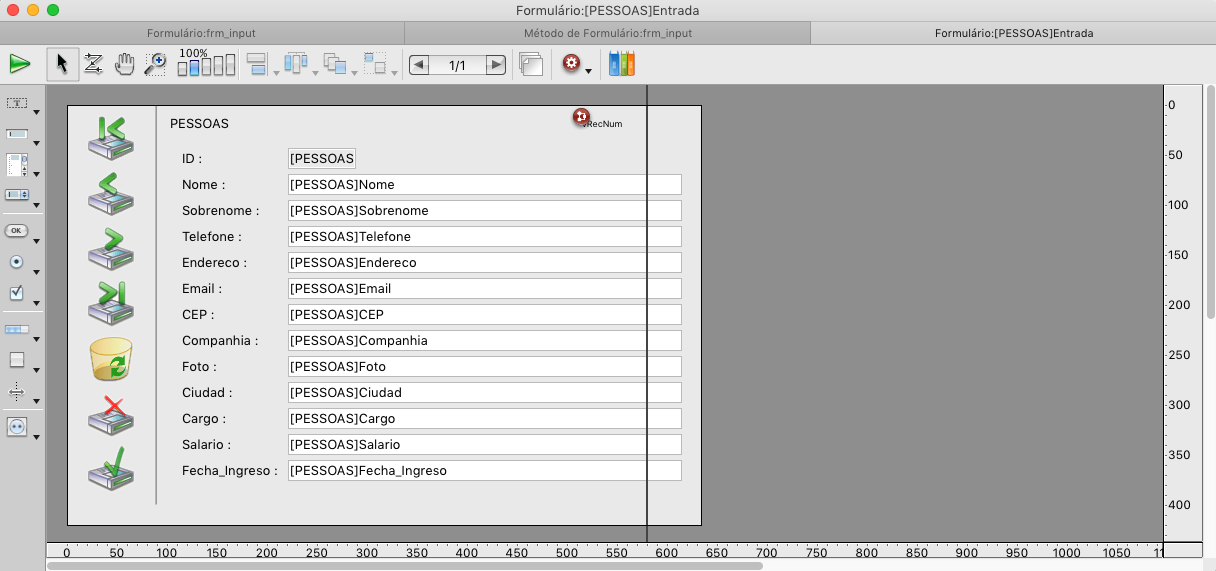 Formulário:[PESSOAS]Entrada
Formulário:frm_input
Método de Formulário:frm_input
Formulário:[PESSOAS]Entrada
100%
1/1
T
OK
PESSOAS
RecNum
ID :
[PESSOAS
Nome :
[PESSOAS]Nome
Sobrenome :
[PESSOAS]Sobrenome
Telefone :
[PESSOAS]Telefone
Endereco :
[PESSOAS]Endereco
Email :
[PESSOAS]Email
CEP :
[PESSOAS]CEP
Companhia :
[PESSOAS]Companhia
Foto :
[PESSOAS]Foto
Ciudad :
[PESSOAS]Ciudad
Cargo :
[PESSOAS]Cargo
Salario :
[PESSOAS]Salario
Fecha_Ingreso :
[PESSOAS]Fecha_Ingreso
0
50
100
150
200
250
300
350
400
0 50 100 150 200 250 300 350 400 450 500 550 600 650 700 750 800 850 900 950 1000 1050 11